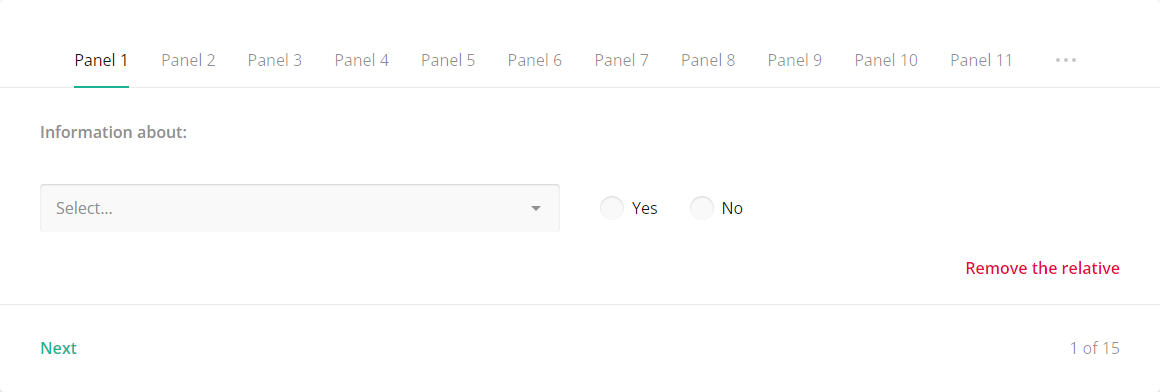 Panel 1 Panel 2 Panel 3 Panel 4 Panel 5 Panel 6 Panel 7 Panel 8 Panel 9 Panel 10 Panel 11
Information about:
Select... Yes No
Remove the relative
Next 1 of 15